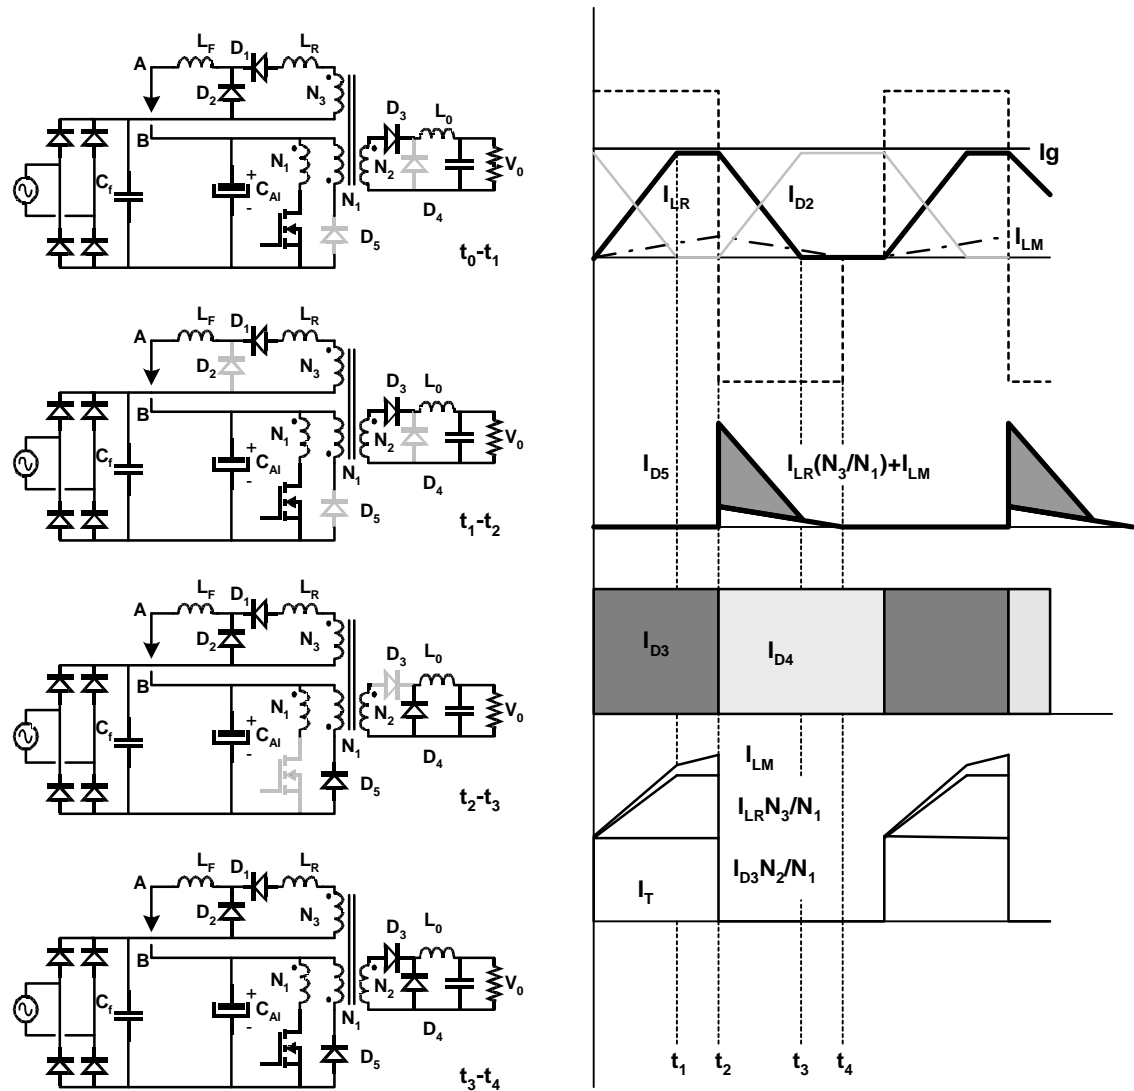 L_F D_1 L_R
A
D_2 N_3
D_3 L_0
B
C_f + C_AI - N_1 N_1 N_2 V_0
D_5 D_4
t_0-t_1
L_F D_1 L_R
A
D_2 N_3
D_3 L_0
B
C_f + C_AI - N_1 N_1 N_2 V_0
D_5 D_4
t_1-t_2
L_F D_1 L_R
A
D_2 N_3
D_3 L_0
B
C_f + C_AI - N_1 N_1 N_2 V_0
D_5 D_4
t_2-t_3
L_F D_1 L_R
A
D_2 N_3
D_3 L_0
B
C_f + C_AI - N_1 N_1 N_2 V_0
D_5 D_4
t_3-t_4
Ig
I_LR I_D2
I_LM
I_D5 I_LR(N_3/N_1)+I_LM
I_D3 I_D4
I_LM
I_LRN_3/N_1
I_D3N_2/N_1
I_T
t_1 t_2 t_3 t_4